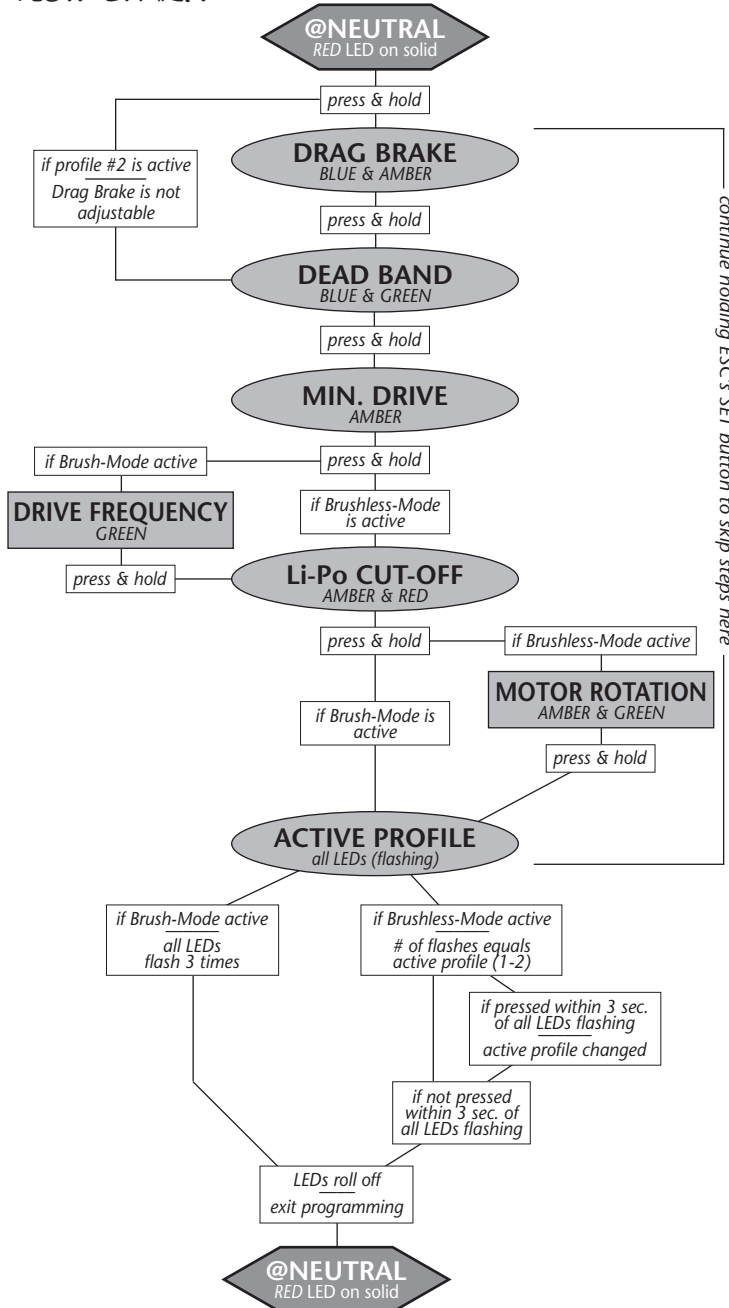 @NEUTRAL
RED LED on solid
press & hold
if profile #2 is active
Drag Brake is not
adjustable
DRAG BRAKE
BLUE & AMBER
press & hold
DEAD BAND
BLUE & GREEN
press & hold
MIN. DRIVE
AMBER
if Brush-Mode active
press & hold
DRIVE FREQUENCY
GREEN
if Brushless-Mode
is active
press & hold
Li-Po CUT-OFF
AMBER & RED
press & hold
if Brushless-Mode active
MOTOR ROTATION
AMBER & GREEN
if Brush-Mode is
active
press & hold
continue holding ESC's SET button to skip steps here
ACTIVE PROFILE
all LEDs (flashing)
if Brush-Mode active
all LEDs
flash 3 times
if Brushless-Mode active
# of flashes equals
active profile (1-2)
if pressed within 3 sec.
of all LEDs flashing
active profile changed
if not pressed
within 3 sec. of
all LEDs flashing
LEDs roll off
exit programming
@NEUTRAL
RED LED on solid